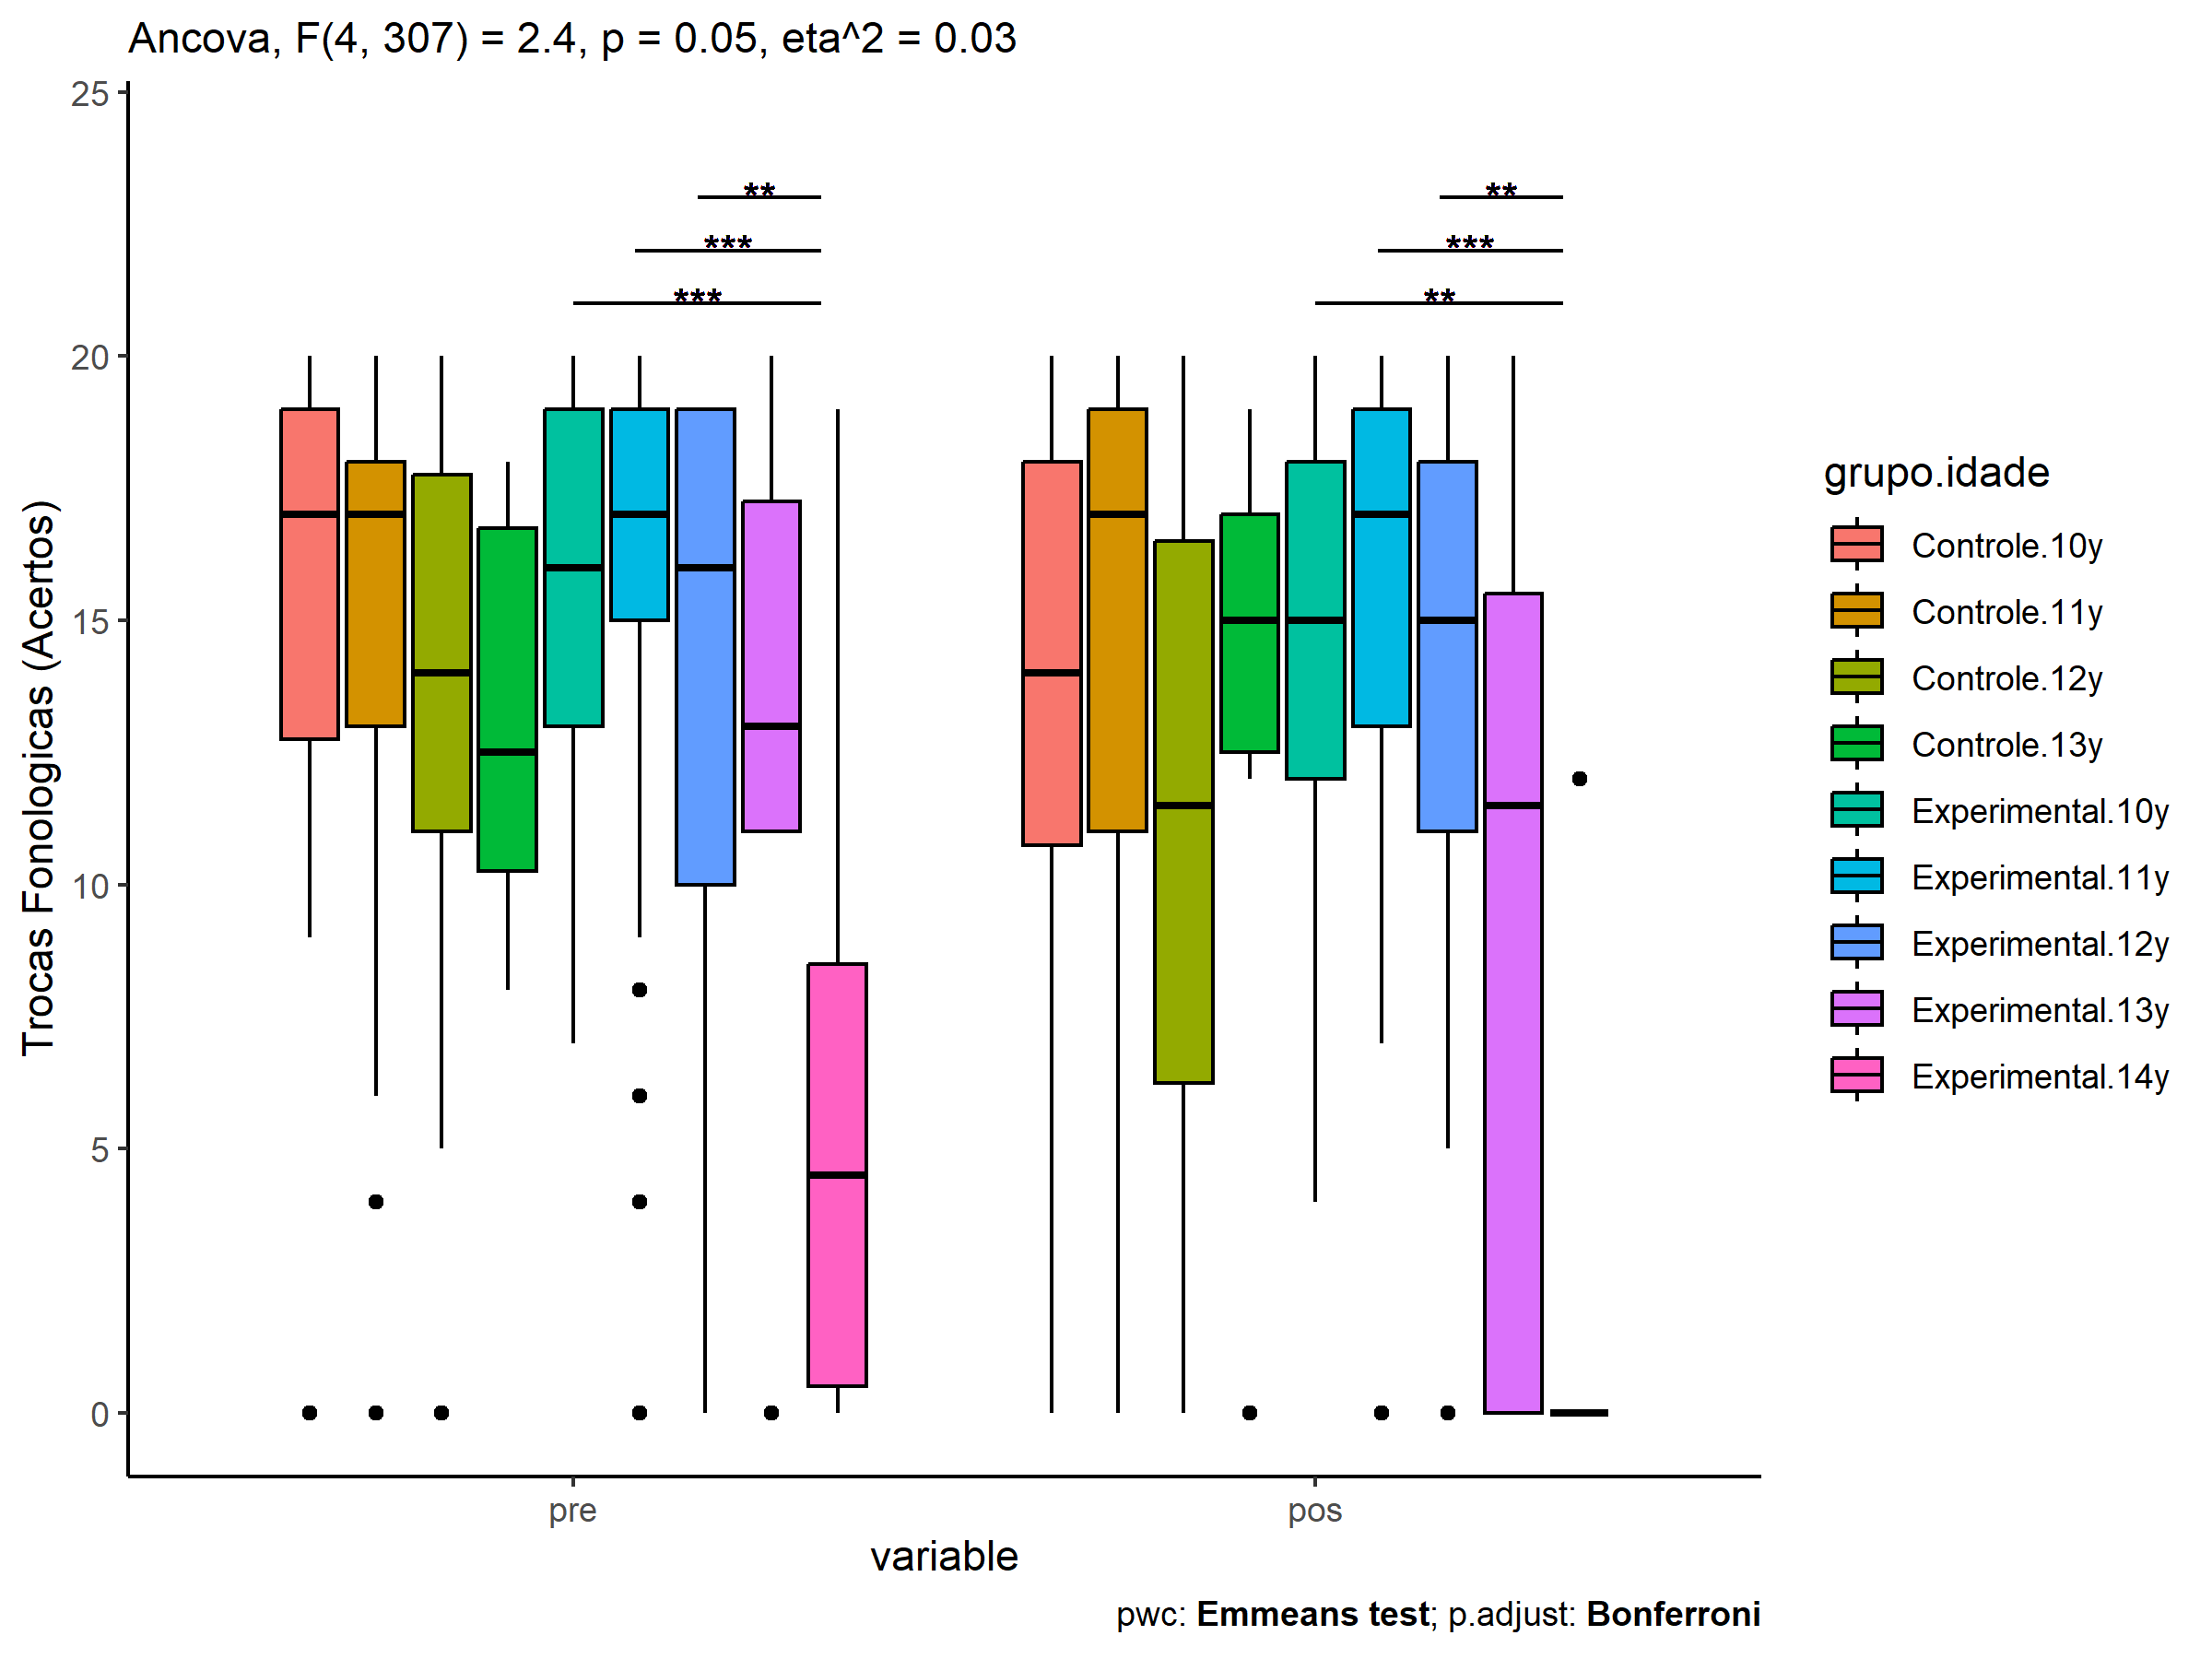 Ancova, F(4, 307) = 2.4, p = 0.05, eta^2 = 0.03
25
20
15
10
5
0
Trocas Fonologicas (Acertos)
**
***
***
**
***
**
pre
pos
variable
pwc: Emmeans test; p.adjust: Bonferroni
grupo.idade
Controle.10y
Controle.11y
Controle.12y
Controle.13y
Experimental.10y
Experimental.11y
Experimental.12y
Experimental.13y
Experimental.14y